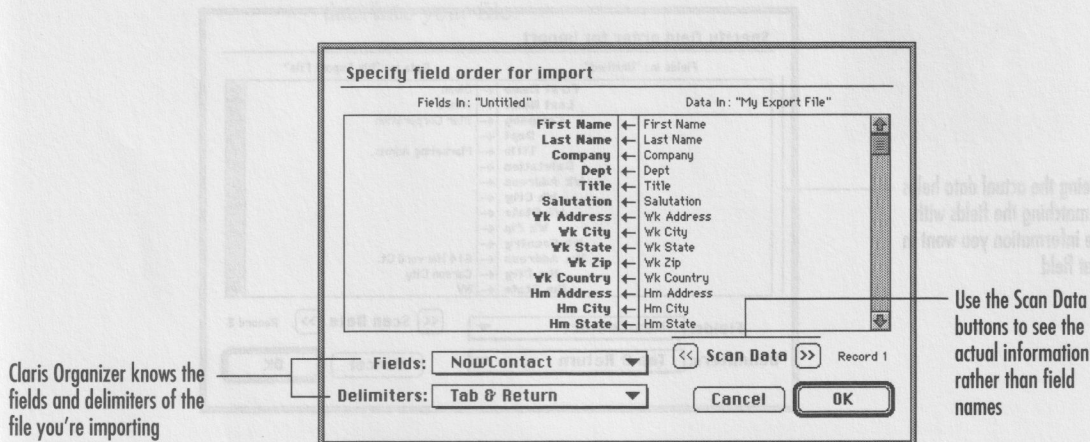 Specify field order for import
Fields In: "Untitled" Data In: "My Export File"
First Name ← First Name
Last Name ← Last Name
Company ← Company
Dept ← Dept
Title ← Title
Salutation ← Salutation
Wk Address ← Wk Address
Wk City ← Wk City
Wk State ← Wk State
Wk Zip ← Wk Zip
Wk Country ← Wk Country
Hm Address ← Hm Address
Hm City ← Hm City
Hm State ← Hm State
Fields: NowContact
<< Scan Data >> Record 1
Delimiters: Tab & Return
Cancel OK
Claris Organizer knows the
fields and delimiters of the
file you're importing
Use the Scan Data
buttons to see the
actual information
rather than field
names